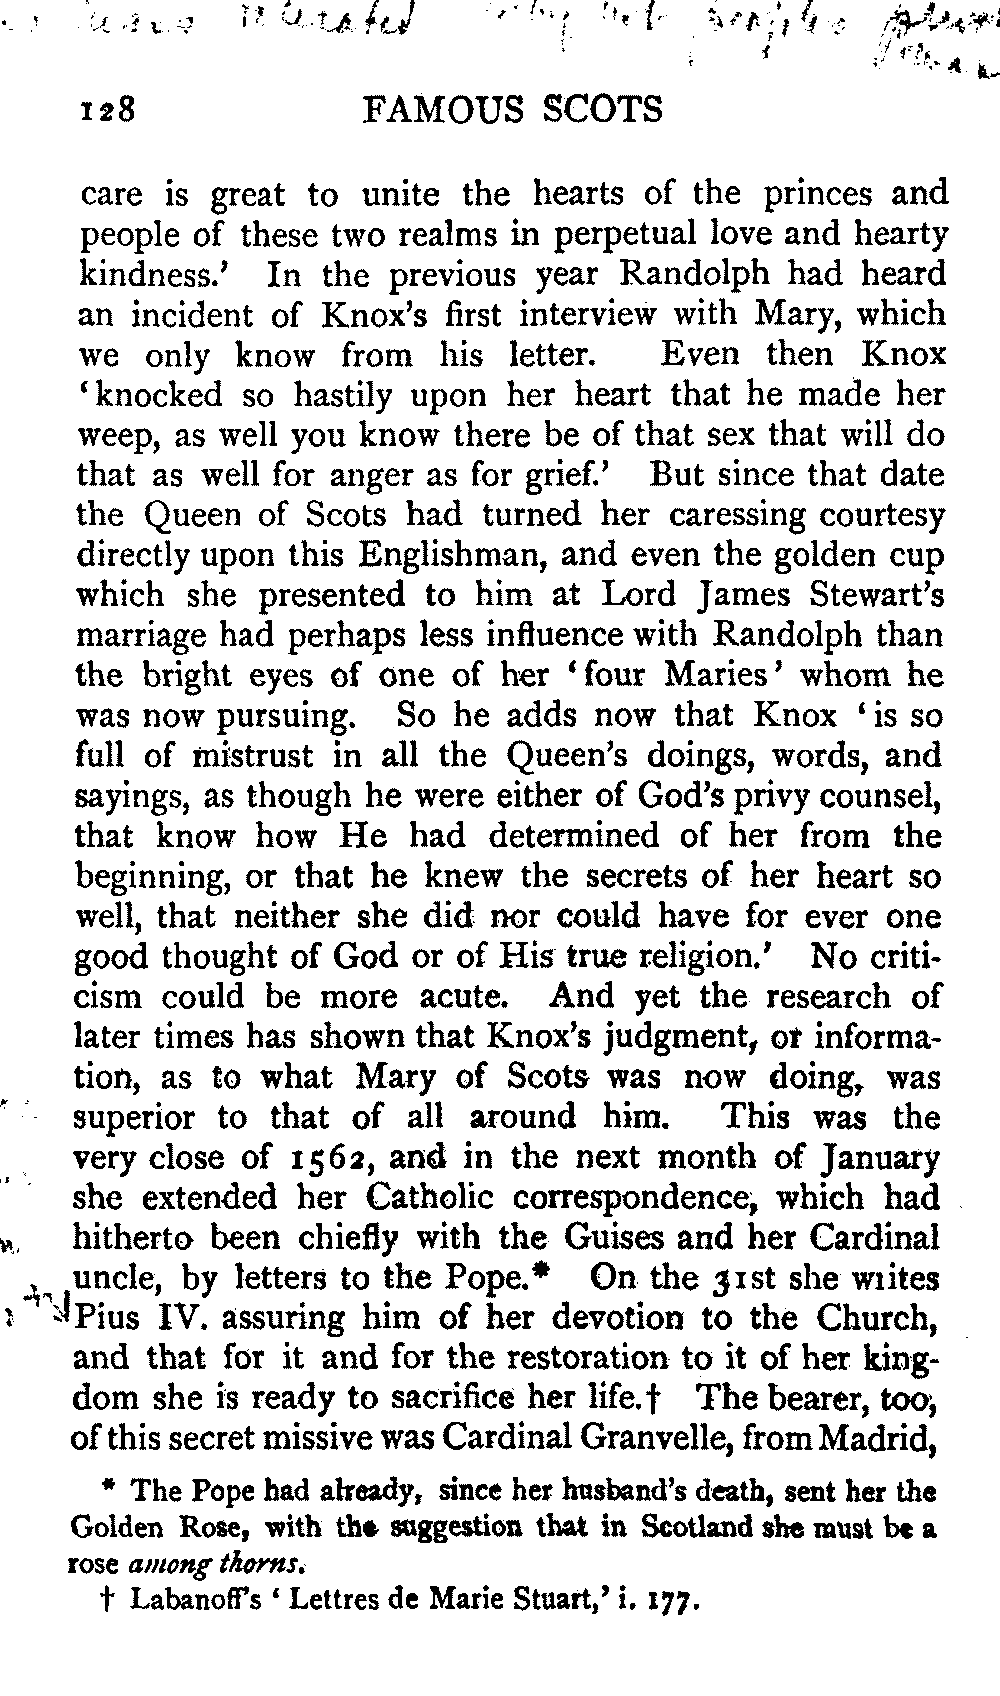 128 FAMOUS SCOTS
care is great to unite the hearts of the princes and
people of these two realms in perpetual love and hearty
kindness.' In the previous year Randolph had heard
an incident of Knox's first interview with Mary, which
we only know from his letter. Even then Knox
'knocked so hastily upon her heart that he made her
weep, as well you know there be of that sex that will do
that as well for anger as for grief.' But since that date
the Queen of Scots had turned her caressing courtesy
directly upon this Englishman, and even the golden cup
which she presented to him at Lord James Stewart's
marriage had perhaps less influence with Randolph than
the bright eyes of one of her 'four Maries' whom he
was now pursuing. So he adds now that Knox 'is so
full of mistrust in all the Queen's doings, words, and
sayings, as though he were either of God's privy counsel,
that know how He had determined of her from the
beginning, or that he knew the secrets of her heart so
well, that neither she did nor could have for ever one
good thought of God or of His true religion.' No criti-
cism could be more acute. And yet the research of
later times has shown that Knox's judgment, or informa-
tion, as to what Mary of Scots was now doing, was
superior to that of all around him. This was the
very close of 1562, and in the next month of January
she extended her Catholic correspondence, which had
hitherto been chiefly with the Guises and her Cardinal
uncle, by letters to the Pope.* On the 31st she writes
Pius IV. assuring him of her devotion to the Church,
and that for it and for the restoration to it of her king-
dom she is ready to sacrifice her life.† The bearer, too,
of this secret missive was Cardinal Granvelle, from Madrid,
* The Pope had already, since her husband's death, sent her the
Golden Rose, with the suggestion that in Scotland she must be a
rose among thorns.
† Labanoff's 'Lettres de Marie Stuart,' i. 177.